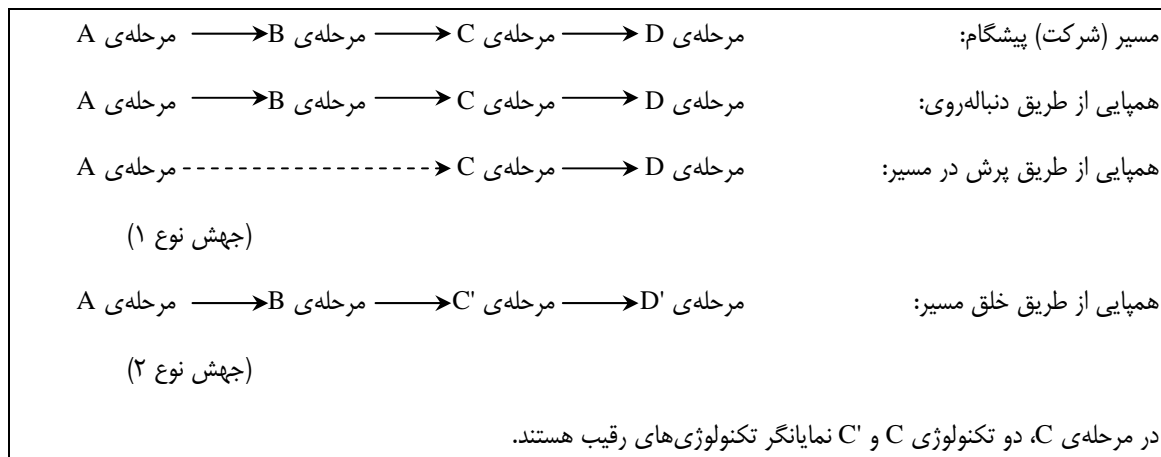 مسیر (شرکت) پیشگام: مرحله‌ی A مرحله‌ی B مرحله‌ی C مرحله‌ی D
همپایی از طریق دنباله‌روی: مرحله‌ی A مرحله‌ی B مرحله‌ی C مرحله‌ی D
همپایی از طریق پرش در مسیر: مرحله‌ی A مرحله‌ی C مرحله‌ی D
(جهش نوع ۱)
همپایی از طریق خلق مسیر: مرحله‌ی A مرحله‌ی B مرحله‌ی C' مرحله‌ی D'
(جهش نوع ۲)
در مرحله‌ی C، دو تکنولوژی C و C' نمایانگر تکنولوژی‌های رقیب هستند.